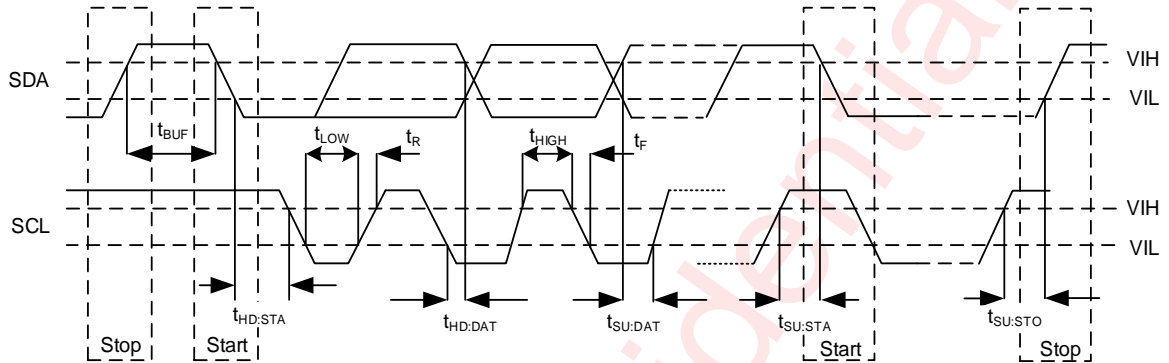 SDA
VIH
VIL
tBUF
tLOW
tR
tHIGH
tF
SCL
VIH
VIL
tHD:STA
tHD:DAT
tSU:DAT
tSU:STA
tSU:STO
Stop
Start
Start
Stop